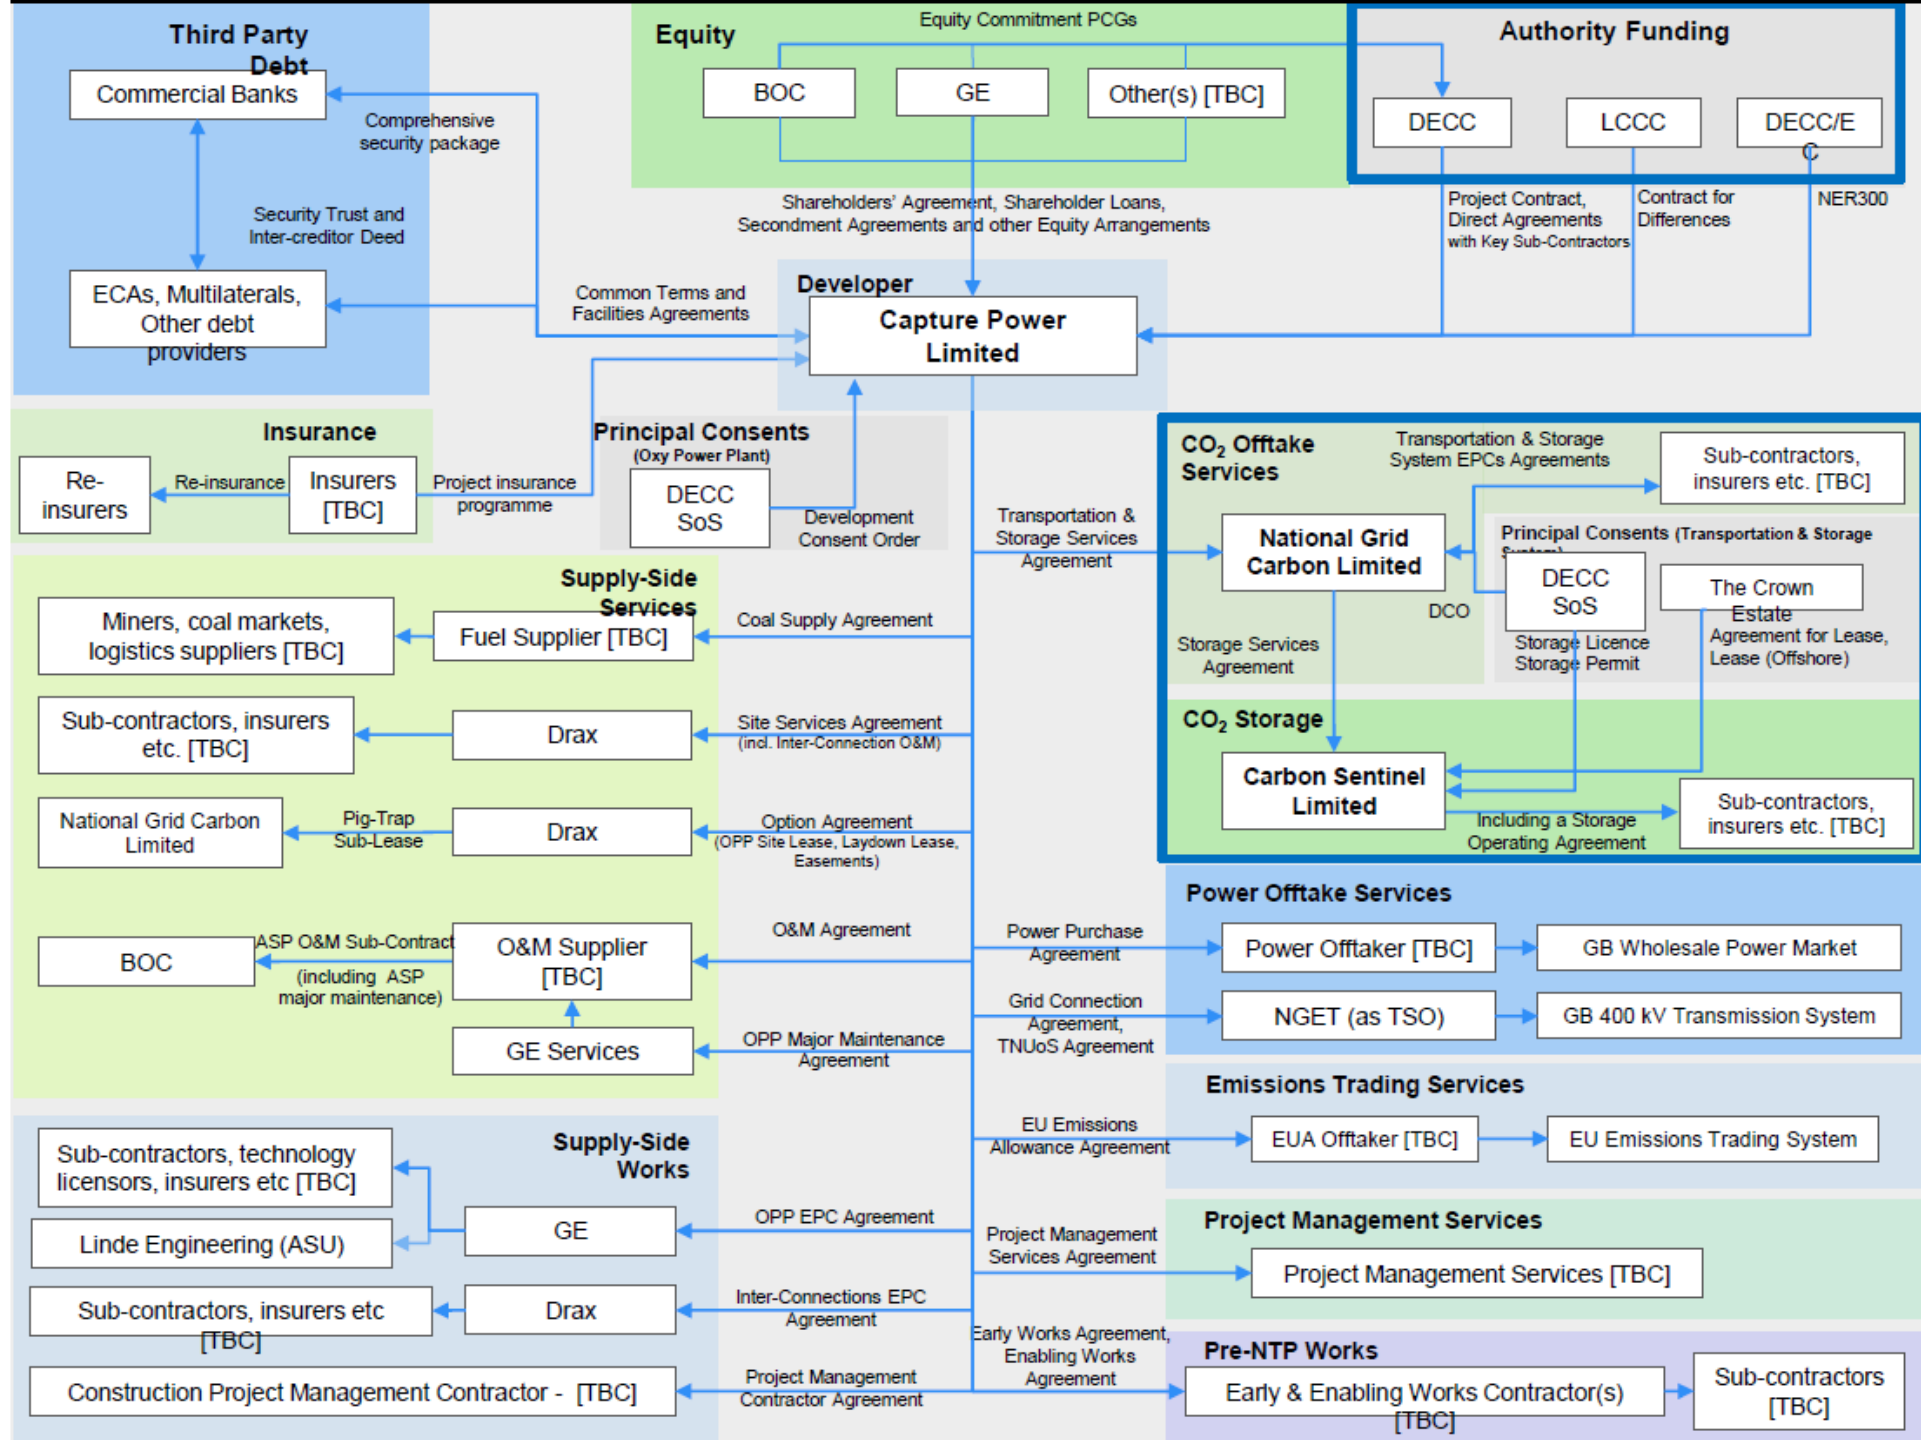 Third Party
Debt
Commercial Banks
Comprehensive
security package
Security Trust and
Inter-creditor Deed
ECAs, Multilaterals,
Other debt
providers
Common Terms and
Facilities Agreements
Equity
Equity Commitment PCGs
BOC
GE
Other(s) [TBC]
Shareholders' Agreement, Shareholder Loans,
Secondment Agreements and other Equity Arrangements
Authority Funding
DECC
LCCC
DECC/E
C
Project Contract,
Direct Agreements
with Key Sub-Contractors
Contract for
Differences
NER300
Developer
Capture Power
Limited
Insurance
Re-
insurers
Re-insurance
Insurers
[TBC]
Project insurance
programme
Principal Consents
(Oxy Power Plant)
DECC
SoS
Development
Consent Order
Transportation &
Storage Services
Agreement
CO₂ Offtake
Services
Transportation & Storage
System EPCs Agreements
Sub-contractors,
insurers etc. [TBC]
National Grid
Carbon Limited
Principal Consents (Transportation & Storage
System)
DECC
SoS
The Crown
Estate
DCO
Storage Licence
Storage Permit
Agreement for Lease,
Lease (Offshore)
Storage Services
Agreement
CO₂ Storage
Carbon Sentinel
Limited
Including a Storage
Operating Agreement
Sub-contractors,
insurers etc. [TBC]
Supply-Side
Services
Miners, coal markets,
logistics suppliers [TBC]
Fuel Supplier [TBC]
Coal Supply Agreement
Sub-contractors, insurers
etc. [TBC]
Drax
Site Services Agreement
(incl. Inter-Connection O&M)
National Grid Carbon
Limited
Pig-Trap
Sub-Lease
Drax
Option Agreement
(OPP Site Lease, Laydown Lease,
Easements)
BOC
ASP O&M Sub-Contract
(including ASP
major maintenance)
O&M Supplier
[TBC]
O&M Agreement
GE Services
OPP Major Maintenance
Agreement
Power Offtake Services
Power Purchase
Agreement
Power Offtaker [TBC]
GB Wholesale Power Market
Grid Connection
Agreement,
TNUoS Agreement
NGET (as TSO)
GB 400 kV Transmission System
Emissions Trading Services
EU Emissions
Allowance Agreement
EUA Offtaker [TBC]
EU Emissions Trading System
Supply-Side
Works
Sub-contractors, technology
licensors, insurers etc [TBC]
Linde Engineering (ASU)
GE
OPP EPC Agreement
Sub-contractors, insurers etc
[TBC]
Drax
Inter-Connections EPC
Agreement
Construction Project Management Contractor - [TBC]
Project Management
Contractor Agreement
Project Management Services
Project Management
Services Agreement
Project Management Services [TBC]
Pre-NTP Works
Early Works Agreement,
Enabling Works
Agreement
Early & Enabling Works Contractor(s)
[TBC]
Sub-contractors
[TBC]